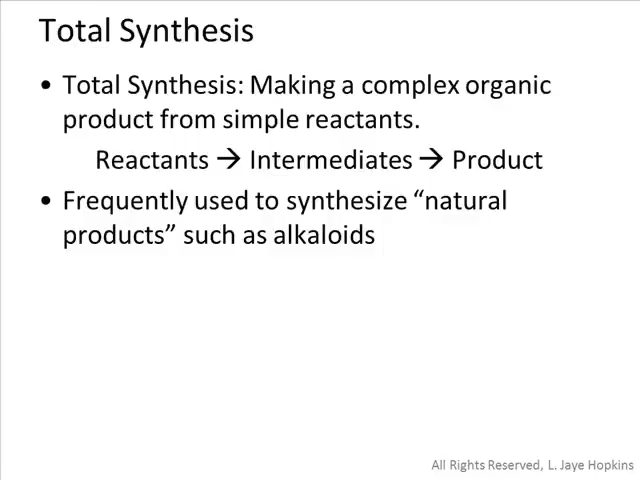 Total Synthesis
• Total Synthesis: Making a complex organic
product from simple reactants.
Reactants → Intermediates → Product
• Frequently used to synthesize “natural
products” such as alkaloids
All Rights Reserved, L. Jaye Hopkins